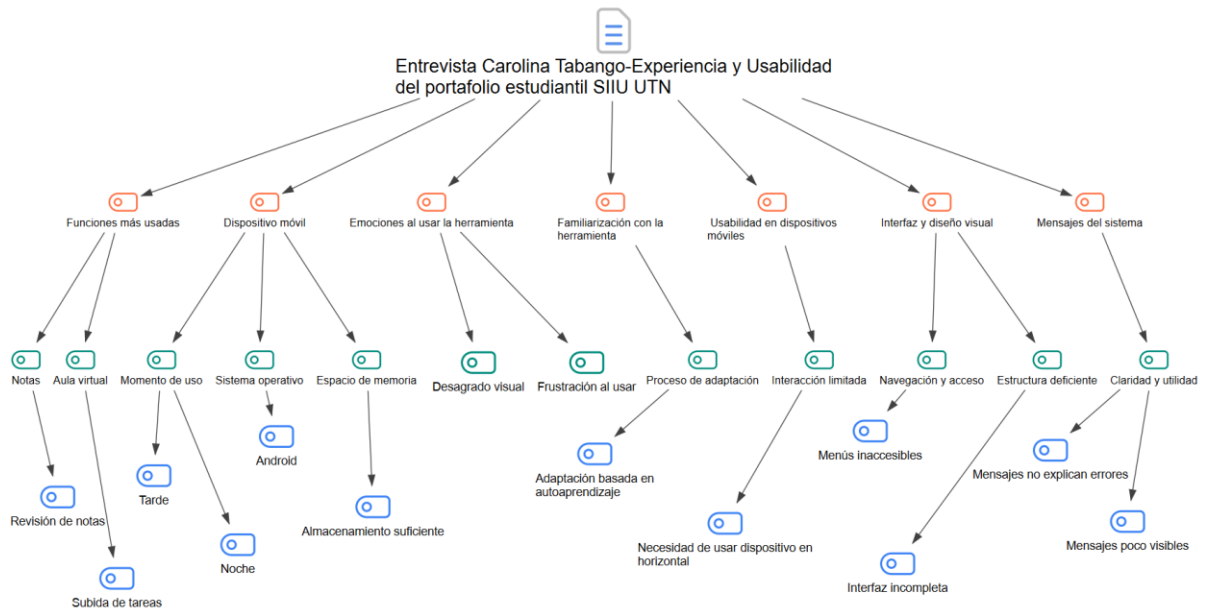 Entrevista Carolina Tabango-Experiencia y Usabilidad
del portafolio estudiantil SIIU UTN
Funciones más usadas
Dispositivo móvil
Emociones al usar la herramienta
Familiarización con la
herramienta
Usabilidad en dispositivos
móviles
Interfaz y diseño visual
Mensajes del sistema
Notas
Aula virtual
Momento de uso
Sistema operativo
Espacio de memoria
Desagrado visual
Frustración al usar
Proceso de adaptación
Interacción limitada
Navegación y acceso
Estructura deficiente
Claridad y utilidad
Revisión de notas
Subida de tareas
Tarde
Noche
Android
Almacenamiento suficiente
Adaptación basada en
autoaprendizaje
Necesidad de usar dispositivo en
horizontal
Menús inaccesibles
Interfaz incompleta
Mensajes no explican errores
Mensajes poco visibles